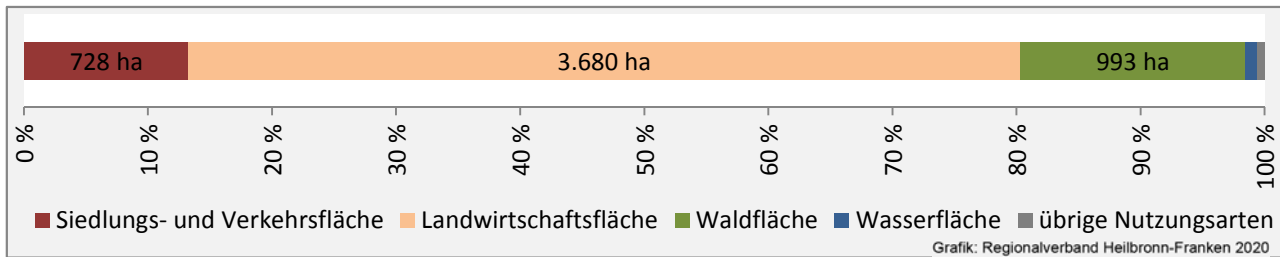 728 ha 3.680 ha 993 ha
0 % 10 % 20 % 30 % 40 % 50 % 60 % 70 % 80 % 90 % 100 %
Siedlungs- und Verkehrsfläche Landwirtschaftsfläche Waldfläche Wasserfläche übrige Nutzungsarten
Grafik: Regionalverband Heilbronn-Franken 2020